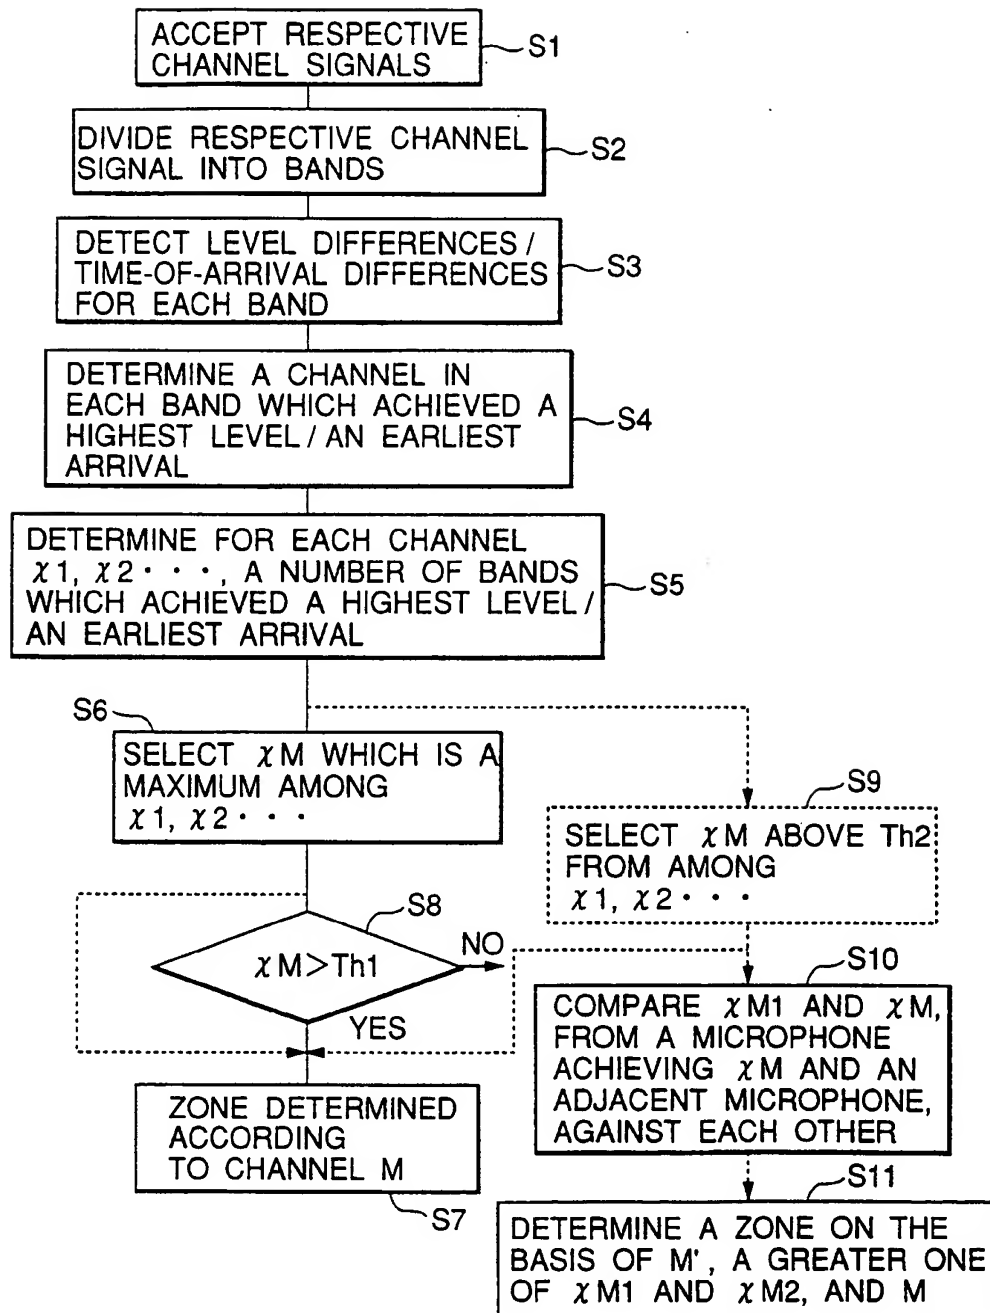 ACCEPT RESPECTIVE
CHANNEL SIGNALS
S1
DIVIDE RESPECTIVE CHANNEL
SIGNAL INTO BANDS
S2
DETECT LEVEL DIFFERENCES/
TIME-OF-ARRIVAL DIFFERENCES
FOR EACH BAND
S3
DETERMINE A CHANNEL IN
EACH BAND WHICH ACHIEVED A
HIGHEST LEVEL/AN EARLIEST
ARRIVAL
S4
DETERMINE FOR EACH CHANNEL
χ1, χ2···, A NUMBER OF BANDS
WHICH ACHIEVED A HIGHEST LEVEL/
AN EARLIEST ARRIVAL
S5
S6
SELECT χM WHICH IS A
MAXIMUM AMONG
χ1, χ2···
S9
SELECT χM ABOVE Th2
FROM AMONG
χ1, χ2···
S8
χM>Th1
NO
YES
S10
COMPARE χM1 AND χM,
FROM A MICROPHONE
ACHIEVING χM AND AN
ADJACENT MICROPHONE,
AGAINST EACH OTHER
ZONE DETERMINED
ACCORDING
TO CHANNEL M
S7
S11
DETERMINE A ZONE ON THE
BASIS OF M', A GREATER ONE
OF χM1 AND χM2, AND M